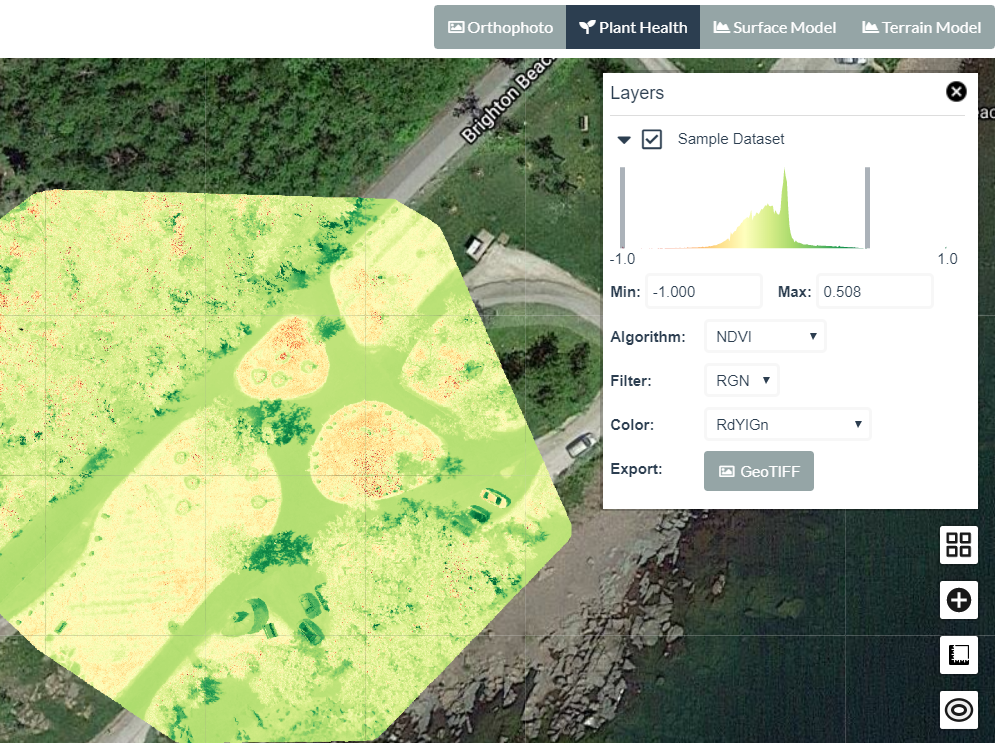 Orthophoto Plant Health Surface Model Terrain Model
Brighton Beac
Layers
Sample Dataset
-1.0 1.0
Min: -1.000 Max: 0.508
Algorithm: NDVI
Filter: RGN
Color: RdYlGn
Export: GeoTIFF